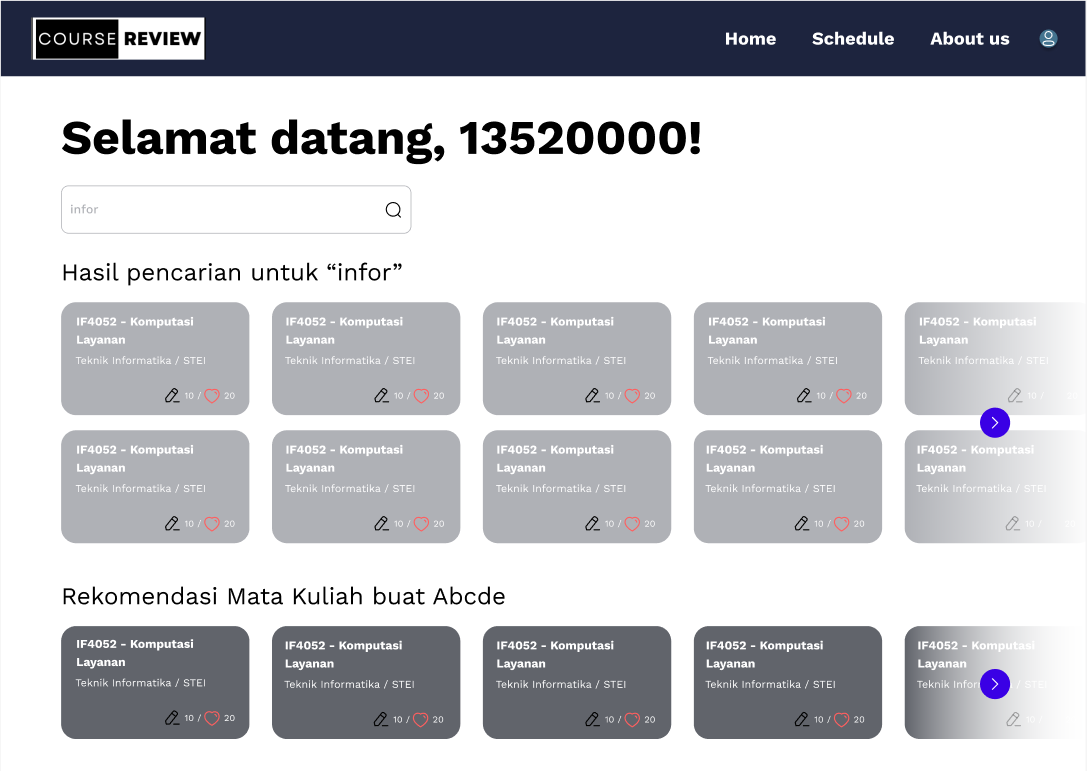 COURSE REVIEW
Home Schedule About us
Selamat datang, 13520000!
infor
Hasil pencarian untuk “infor”
IF4052 - Komputasi Layanan
Teknik Informatika / STEI
10 / 20
IF4052 - Komputasi Layanan
Teknik Informatika / STEI
10 / 20
IF4052 - Komputasi Layanan
Teknik Informatika / STEI
10 / 20
IF4052 - Komputasi Layanan
Teknik Informatika / STEI
10 / 20
IF4052 - Komputasi Layanan
Teknik Informatika / STEI
10 /
IF4052 - Komputasi Layanan
Teknik Informatika / STEI
10 / 20
IF4052 - Komputasi Layanan
Teknik Informatika / STEI
10 / 20
IF4052 - Komputasi Layanan
Teknik Informatika / STEI
10 / 20
IF4052 - Komputasi Layanan
Teknik Informatika / STEI
10 / 20
IF4052 - Komputasi Layanan
Teknik Informatika / STEI
10 /
Rekomendasi Mata Kuliah buat Abcde
IF4052 - Komputasi Layanan
Teknik Informatika / STEI
10 / 20
IF4052 - Komputasi Layanan
Teknik Informatika / STEI
10 / 20
IF4052 - Komputasi Layanan
Teknik Informatika / STEI
10 / 20
IF4052 - Komputasi Layanan
Teknik Informatika / STEI
10 / 20
IF4052 - Komputasi Layanan
/ STEI
10 /